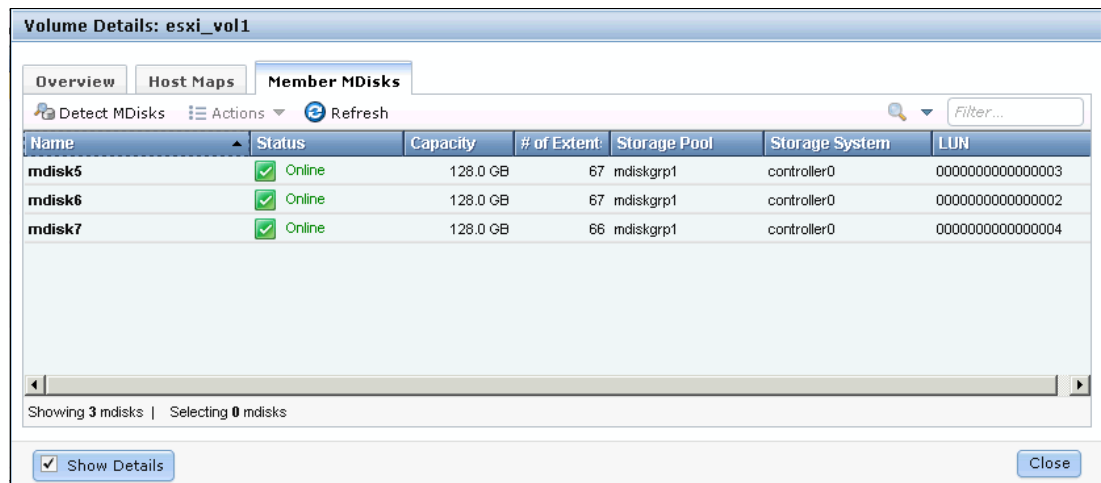 Volume Details: esxi_vol1
Overview Host Maps Member MDisks
Detect MDisks Actions Refresh Filter...
Name Status Capacity # of Extent Storage Pool Storage System LUN
mdisk5 Online 128.0 GB 67 mdiskgrp1 controller0 0000000000000003
mdisk6 Online 128.0 GB 67 mdiskgrp1 controller0 0000000000000002
mdisk7 Online 128.0 GB 66 mdiskgrp1 controller0 0000000000000004
Showing 3 mdisks | Selecting 0 mdisks
Show Details Close